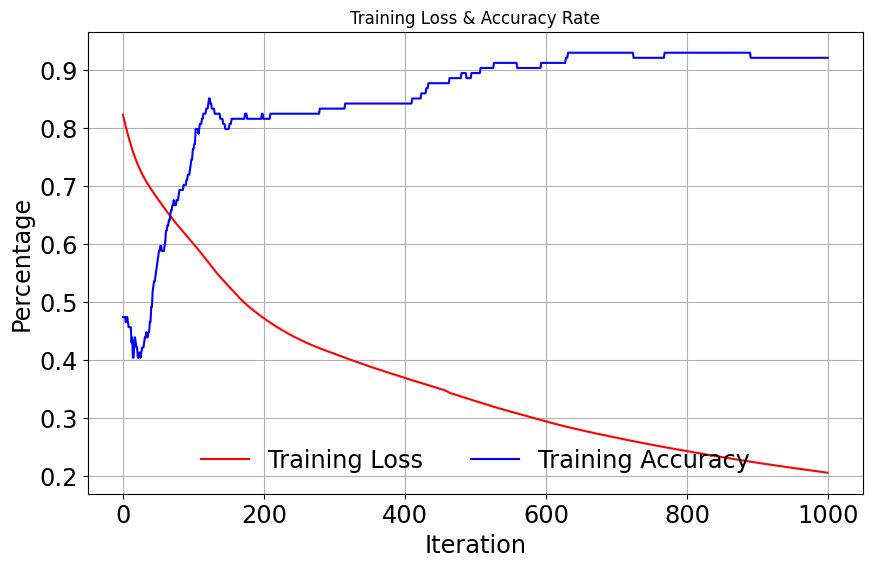 Training Loss & Accuracy Rate
Percentage
0.9
0.8
0.7
0.6
0.5
0.4
0.3
0.2
Training Loss Training Accuracy
0 200 400 600 800 1000
Iteration